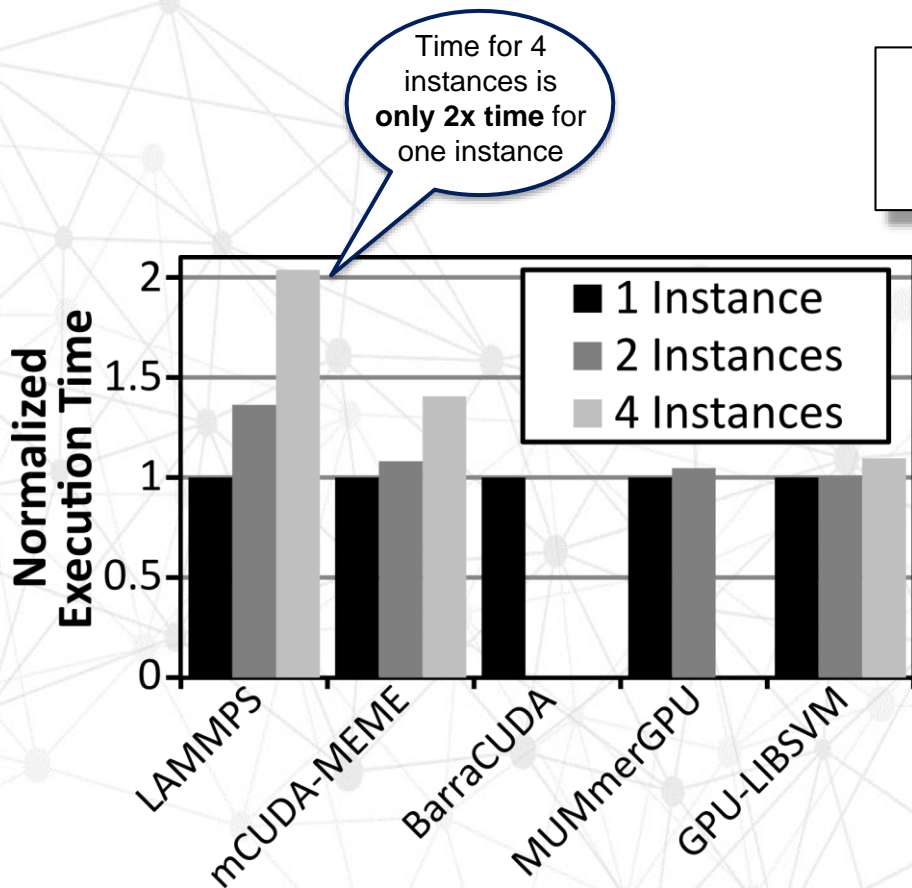 Time for 4
instances is
only 2x time for
one instance
2
1.5
1
0.5
0
Normalized
Execution Time
1 Instance
2 Instances
4 Instances
LAMMPS
mCUDA-MEME
BarraCUDA
MUMmerGPU
GPU-LIBSVM